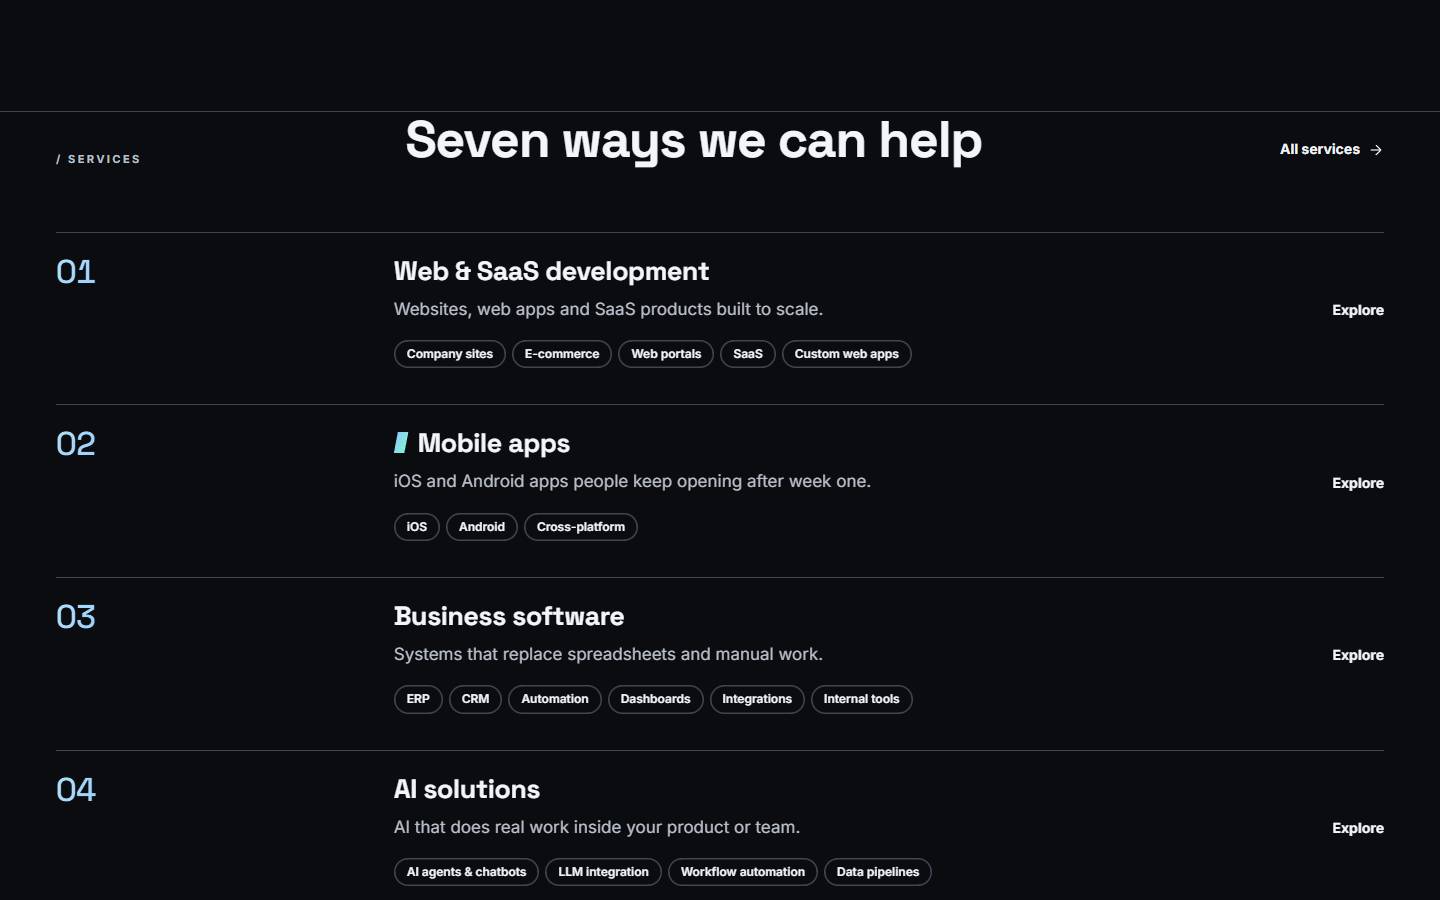 / SERVICES
Seven ways we can help
All services →
01
Web & SaaS development
Websites, web apps and SaaS products built to scale.
Explore
Company sites
E-commerce
Web portals
SaaS
Custom web apps
02
Mobile apps
iOS and Android apps people keep opening after week one.
Explore
iOS
Android
Cross-platform
03
Business software
Systems that replace spreadsheets and manual work.
Explore
ERP
CRM
Automation
Dashboards
Integrations
Internal tools
04
AI solutions
AI that does real work inside your product or team.
Explore
AI agents & chatbots
LLM integration
Workflow automation
Data pipelines